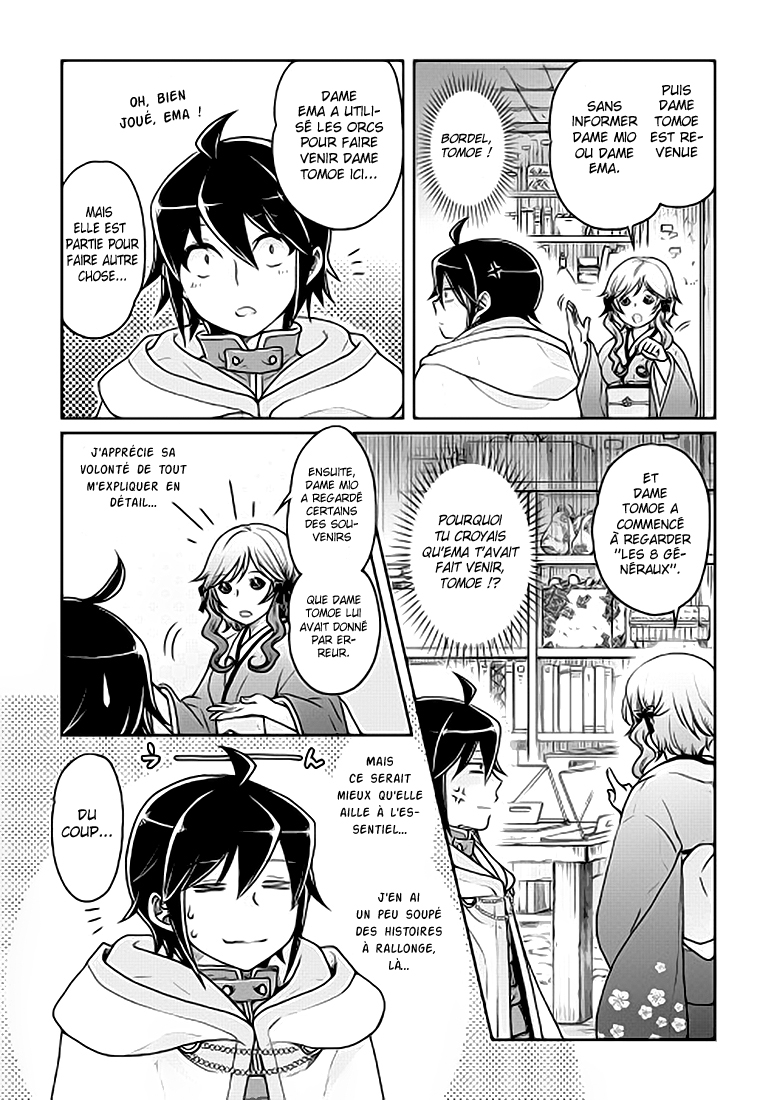 PUIS
DAME
TOMOE
EST RE-
VENUE
SANS
INFORMER
DAME MIO
OU DAME
EMA.
BORDEL,
TOMOE !
DAME
EMA A UTILI-
SÉ LES ORCS
POUR FAIRE
VENIR DAME
TOMOE ICI...
OH, BIEN
JOUÉ, EMA !
MAIS
ELLE EST
PARTIE POUR
FAIRE AUTRE
CHOSE...
ET
DAME
TOMOE A
COMMENCÉ
À REGARDER
"LES 8 GÉ-
NÉRAUX".
POURQUOI
TU CROYAIS
QU'EMA T'AVAIT
FAIT VENIR,
TOMOE !?
ENSUITE,
DAME MIO
A REGARDÉ
CERTAINS
DES SOU-
VENIRS
QUE DAME
TOMOE LUI
AVAIT DONNÉ
PAR ER-
REUR.
J'APPRÉCIE SA
VOLONTÉ DE TOUT
M'EXPLIQUER EN
DÉTAIL...
MAIS
CE SERAIT
MIEUX QU'ELLE
AILLE À L'ES-
SENTIEL...
J'EN AI
UN PEU SOUPÉ
DES HISTOIRES
À RALLONGE,
LÀ...
うーん
DU
COUP...